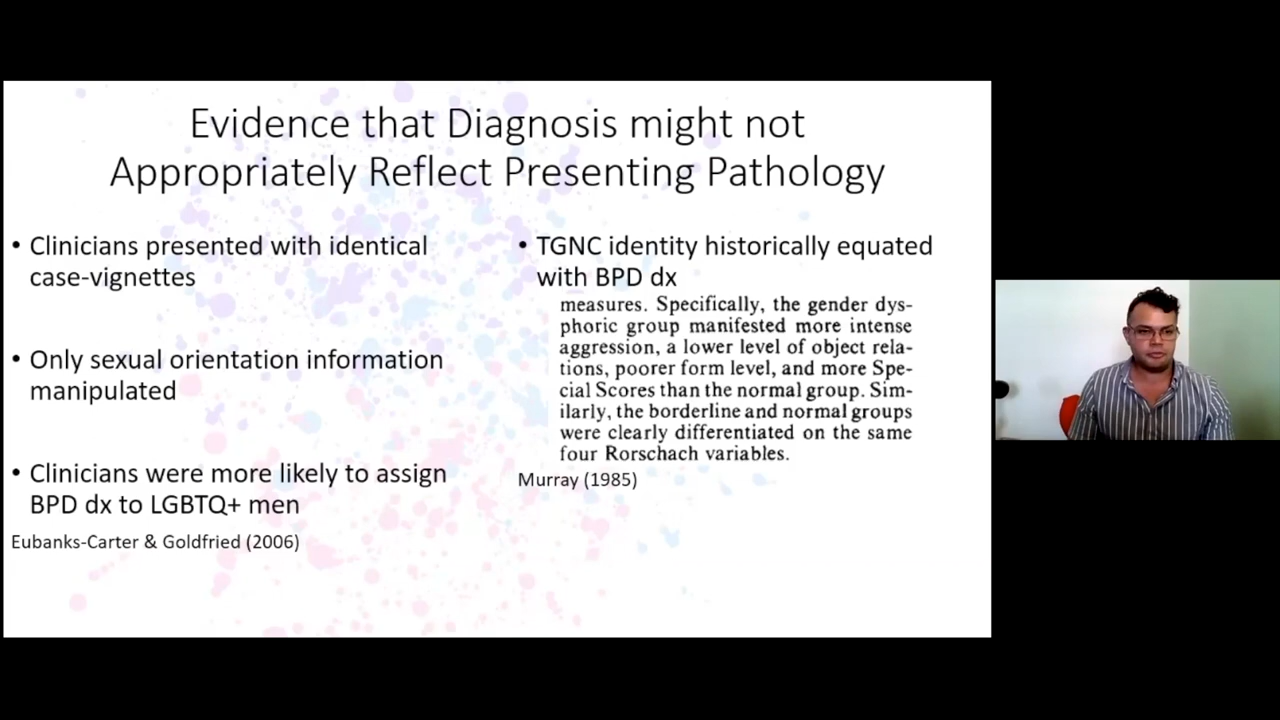 Evidence that Diagnosis might not
Appropriately Reflect Presenting Pathology
• Clinicians presented with identical
case-vignettes
• Only sexual orientation information
manipulated
• Clinicians were more likely to assign
BPD dx to LGBTQ+ men
Eubanks-Carter & Goldfried (2006)
• TGNC identity historically equated
with BPD dx
measures. Specifically, the gender dys-
phoric group manifested more intense
aggression, a lower level of object rela-
tions, poorer form level, and more Spe-
cial Scores than the normal group. Sim-
ilarly, the borderline and normal groups
were clearly differentiated on the same
four Rorschach variables.
Murray (1985)